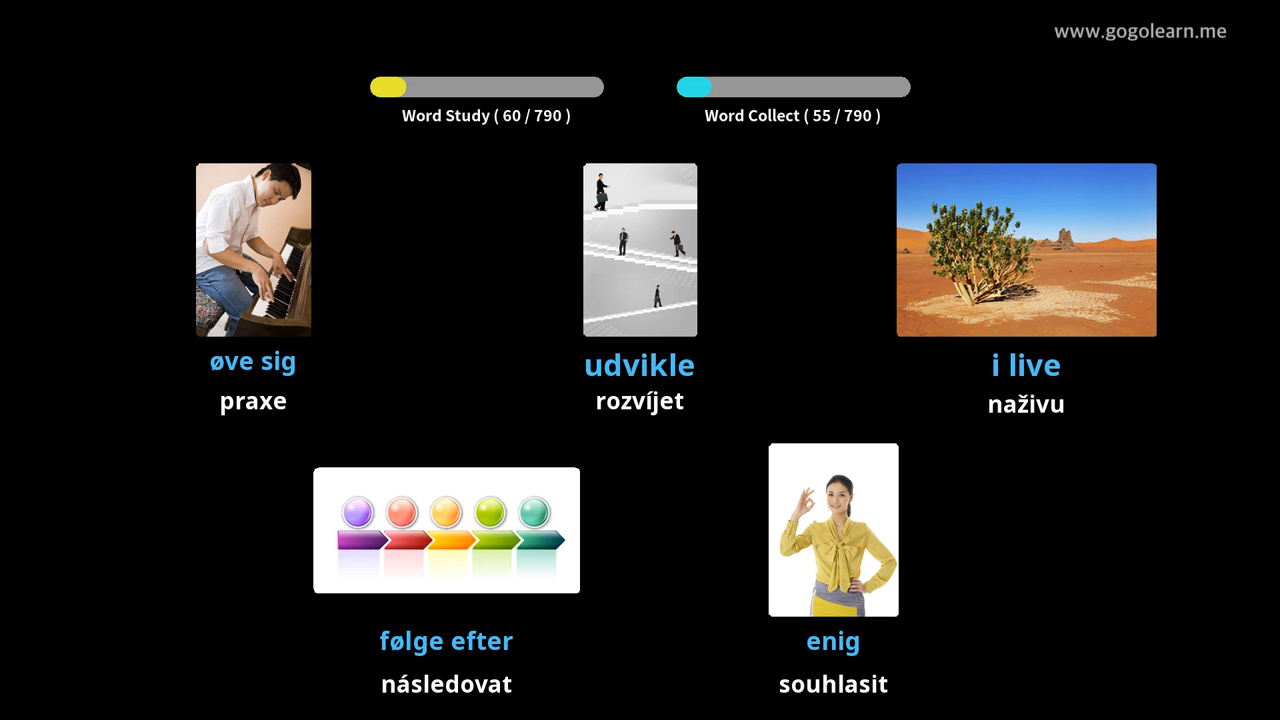 www.gogolearn.me
Word Study ( 60 / 790 )
Word Collect ( 55 / 790 )
øve sig
praxe
udvikle
rozvíjet
i live
naživu
følge efter
následovat
enig
souhlasit